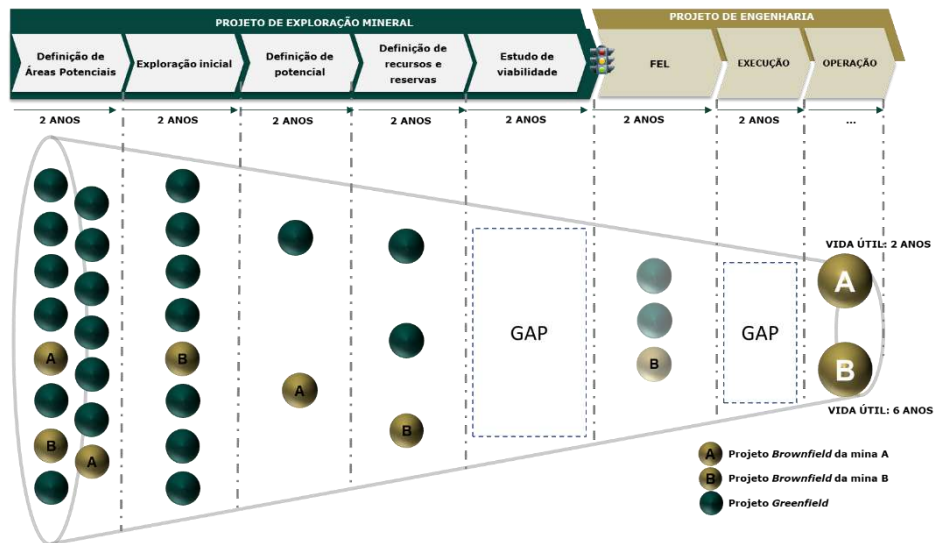 PROJETO DE EXPLORAÇÃO MINERAL
PROJETO DE ENGENHARIA
Definição de
Áreas Potenciais
Exploração inicial
Definição de
potencial
Definição de
recursos e
reservas
Estudo de
viabilidade
FEL
EXECUÇÃO
OPERAÇÃO
2 ANOS
2 ANOS
2 ANOS
2 ANOS
2 ANOS
2 ANOS
2 ANOS
...
A
B
A
B
A
B
GAP
B
GAP
VIDA ÚTIL: 2 ANOS
A
B
VIDA ÚTIL: 6 ANOS
A Projeto Brownfield da mina A
B Projeto Brownfield da mina B
Projeto Greenfield